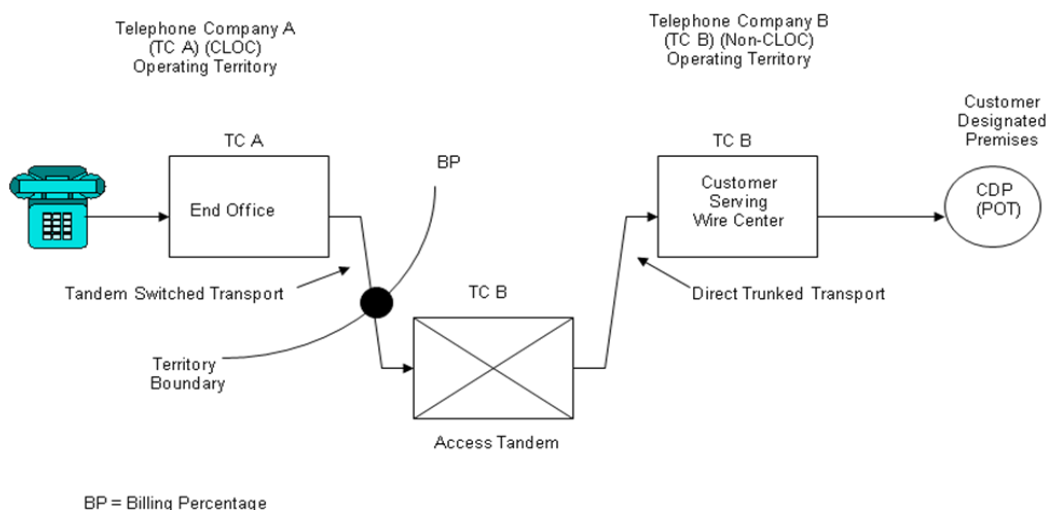 Telephone Company A
(TC A) (CLOC)
Operating Territory
Telephone Company B
(TC B) (Non-CLOC)
Operating Territory
Customer
Designated
Premises
TC A
BP
TC B
End Office
Customer
Serving
Wire Center
CDP
(POT)
Tandem Switched Transport
TC B
Direct Trunked Transport
Territory
Boundary
Access Tandem
BP = Billing Percentage